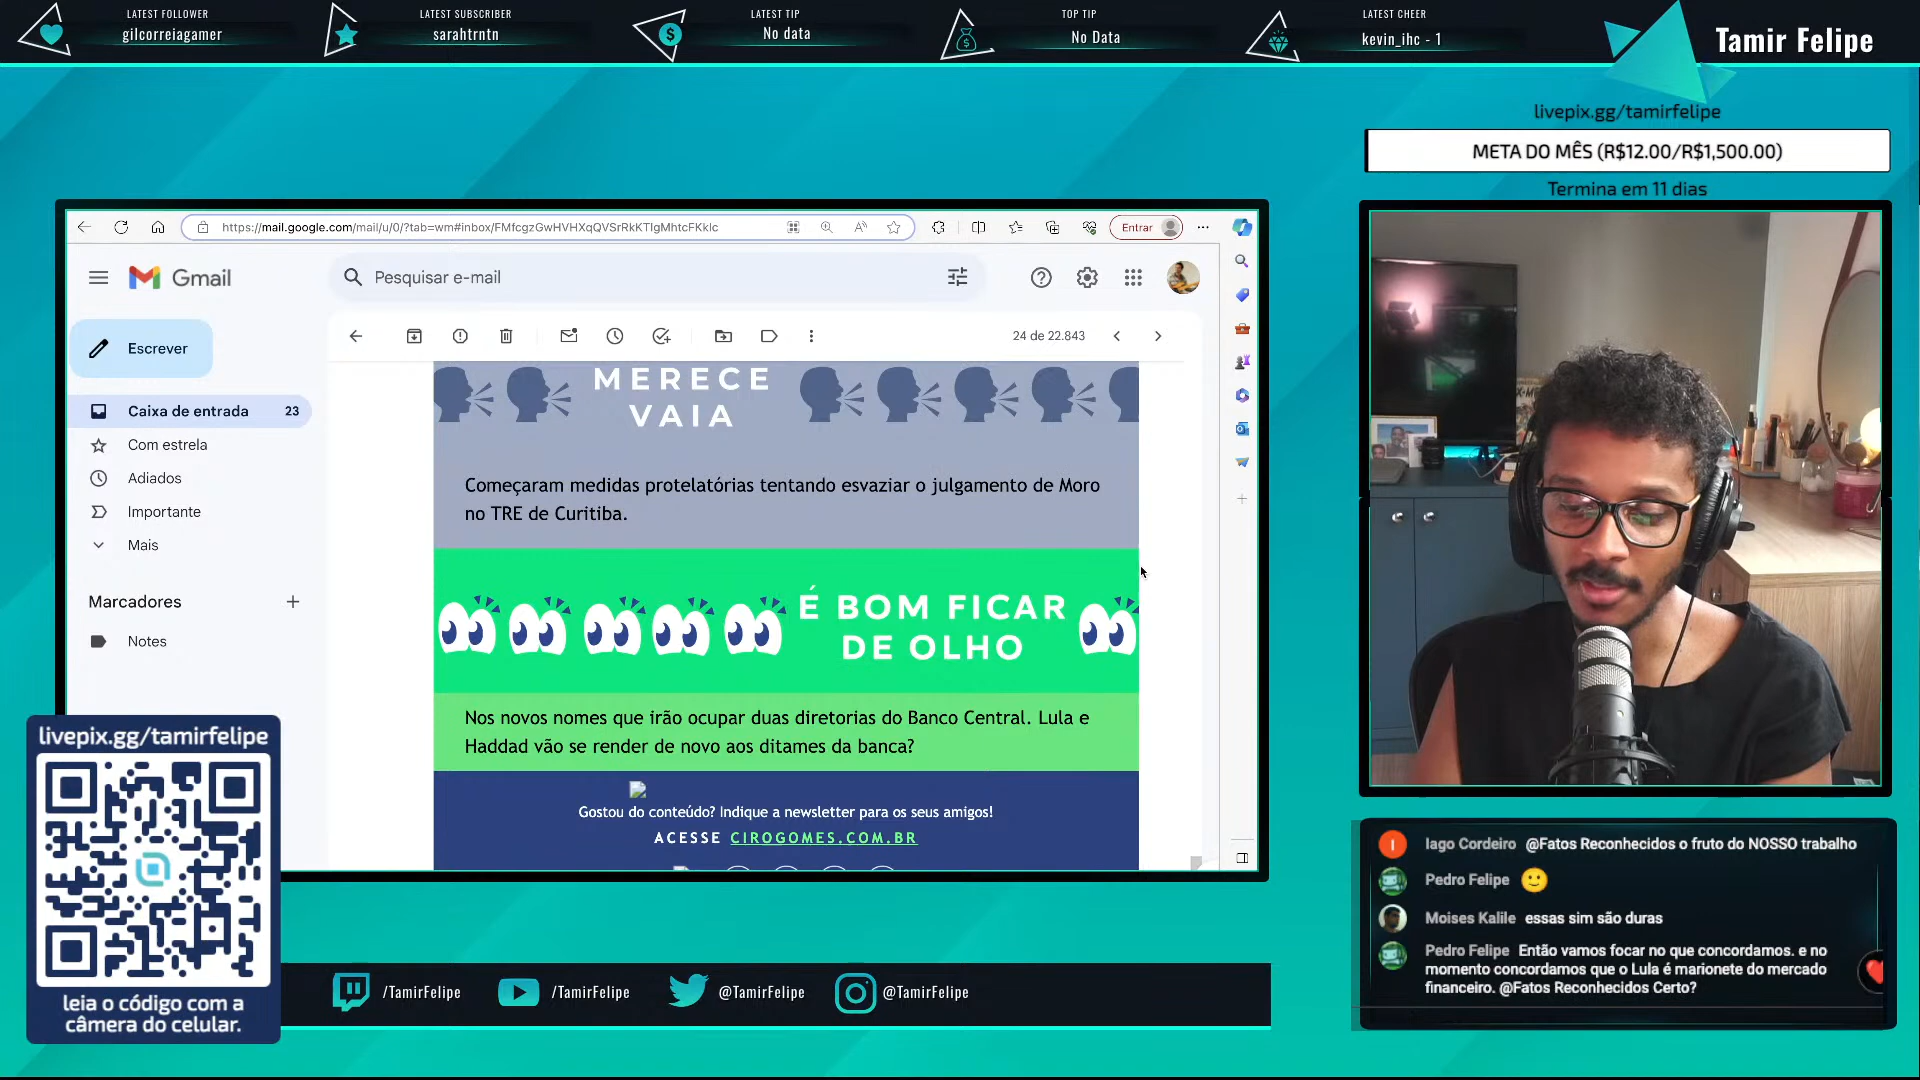 LATEST FOLLOWER
gilcorreiagamer
LATEST SUBSCRIBER
sarahtrntn
LATEST TIP
No data
TOP TIP
No Data
LATEST CHEER
kevin_ihc - 1
Tamir Felipe
livepix.gg/tamirfelipe
META DO MÊS (R$12.00/R$1,500.00)
Termina em 11 dias
https://mail.google.com/mail/u/0/?tab=wm#inbox/FMfcgzGwHVHXqQVSrRkKTlgMhtcFKklc
Entrar
Gmail
Pesquisar e-mail
Escrever
24 de 22.843
Caixa de entrada 23
Com estrela
Adiados
Importante
Mais
Marcadores
Notes
MERECE
VAIA
Começaram medidas protelatórias tentando esvaziar o julgamento de Moro
no TRE de Curitiba.
É BOM FICAR
DE OLHO
Nos novos nomes que irão ocupar duas diretorias do Banco Central. Lula e
Haddad vão se render de novo aos ditames da banca?
Gostou do conteúdo? Indique a newsletter para os seus amigos!
ACESSE CIROGOMES.COM.BR
livepix.gg/tamirfelipe
leia o código com a
câmera do celular.
/TamirFelipe
/TamirFelipe
@TamirFelipe
@TamirFelipe
I
Iago Cordeiro @Fatos Reconhecidos o fruto do NOSSO trabalho
Pedro Felipe 🙂
Moises Kalile essas sim são duras
Pedro Felipe Então vamos focar no que concordamos. e no
momento concordamos que o Lula é marionete do mercado
financeiro. @Fatos Reconhecidos Certo?